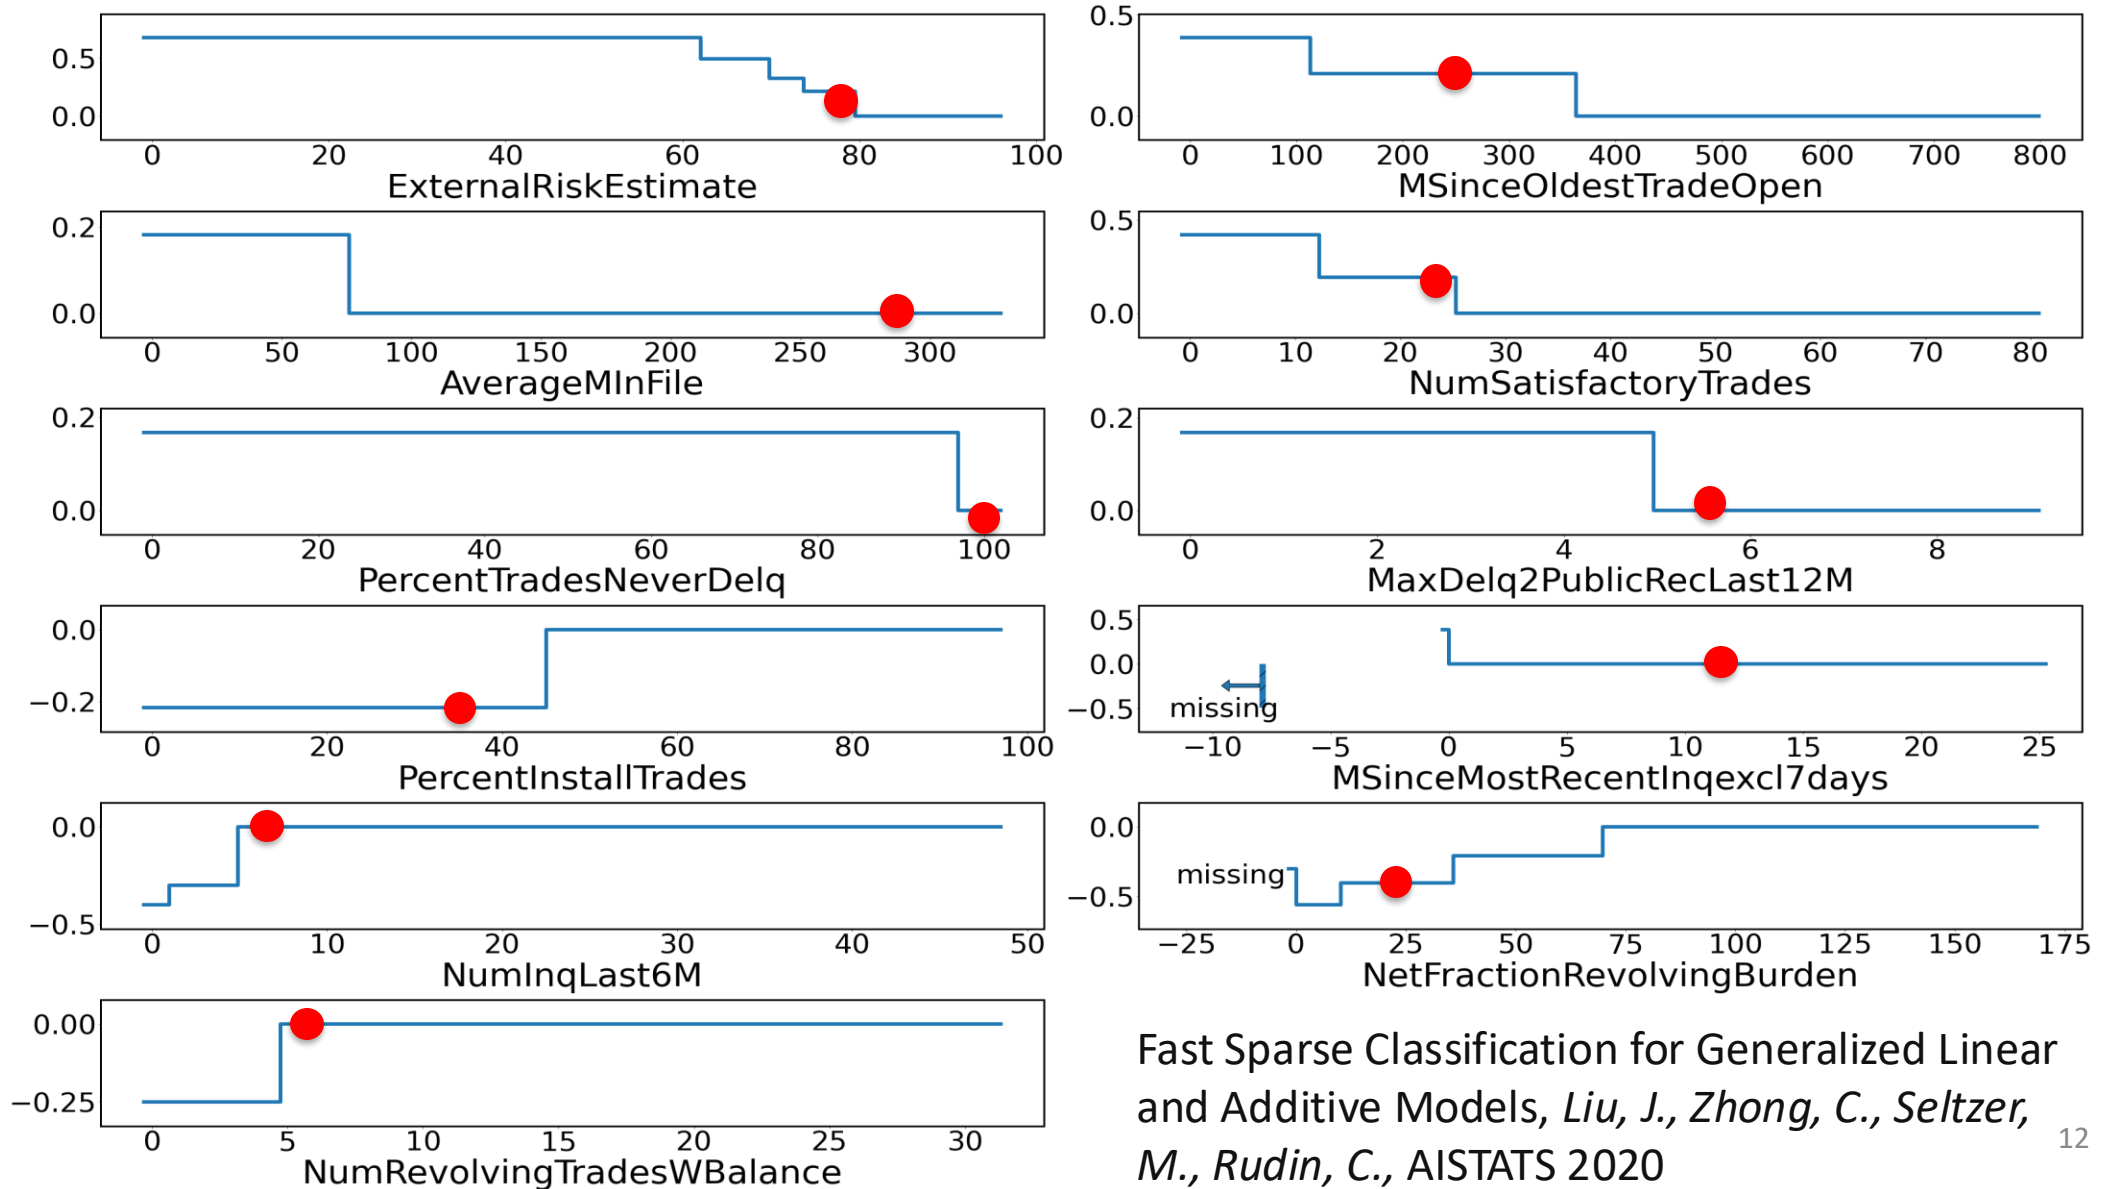 0.5
0.0
0 20 40 60 80 100
ExternalRiskEstimate
0.5
0.0
0 100 200 300 400 500 600 700 800
MSinceOldestTradeOpen
0.2
0.0
0 50 100 150 200 250 300
AverageMInFile
0.5
0.0
0 10 20 30 40 50 60 70 80
NumSatisfactoryTrades
0.2
0.0
0 20 40 60 80 100
PercentTradesNeverDelq
0.2
0.0
0 2 4 6 8
MaxDelq2PublicRecLast12M
0.0
−0.2
0 20 40 60 80 100
PercentInstallTrades
0.5
0.0
−0.5
missing
−10 −5 0 5 10 15 20 25
MSinceMostRecentInqexcl7days
0.0
−0.5
0 10 20 30 40 50
NumInqLast6M
0.0
−0.5
missing
−25 0 25 50 75 100 125 150 175
NetFractionRevolvingBurden
0.00
−0.25
0 5 10 15 20 25 30
NumRevolvingTradesWBalance
Fast Sparse Classification for Generalized Linear
and Additive Models, Liu, J., Zhong, C., Seltzer,
M., Rudin, C., AISTATS 2020
12